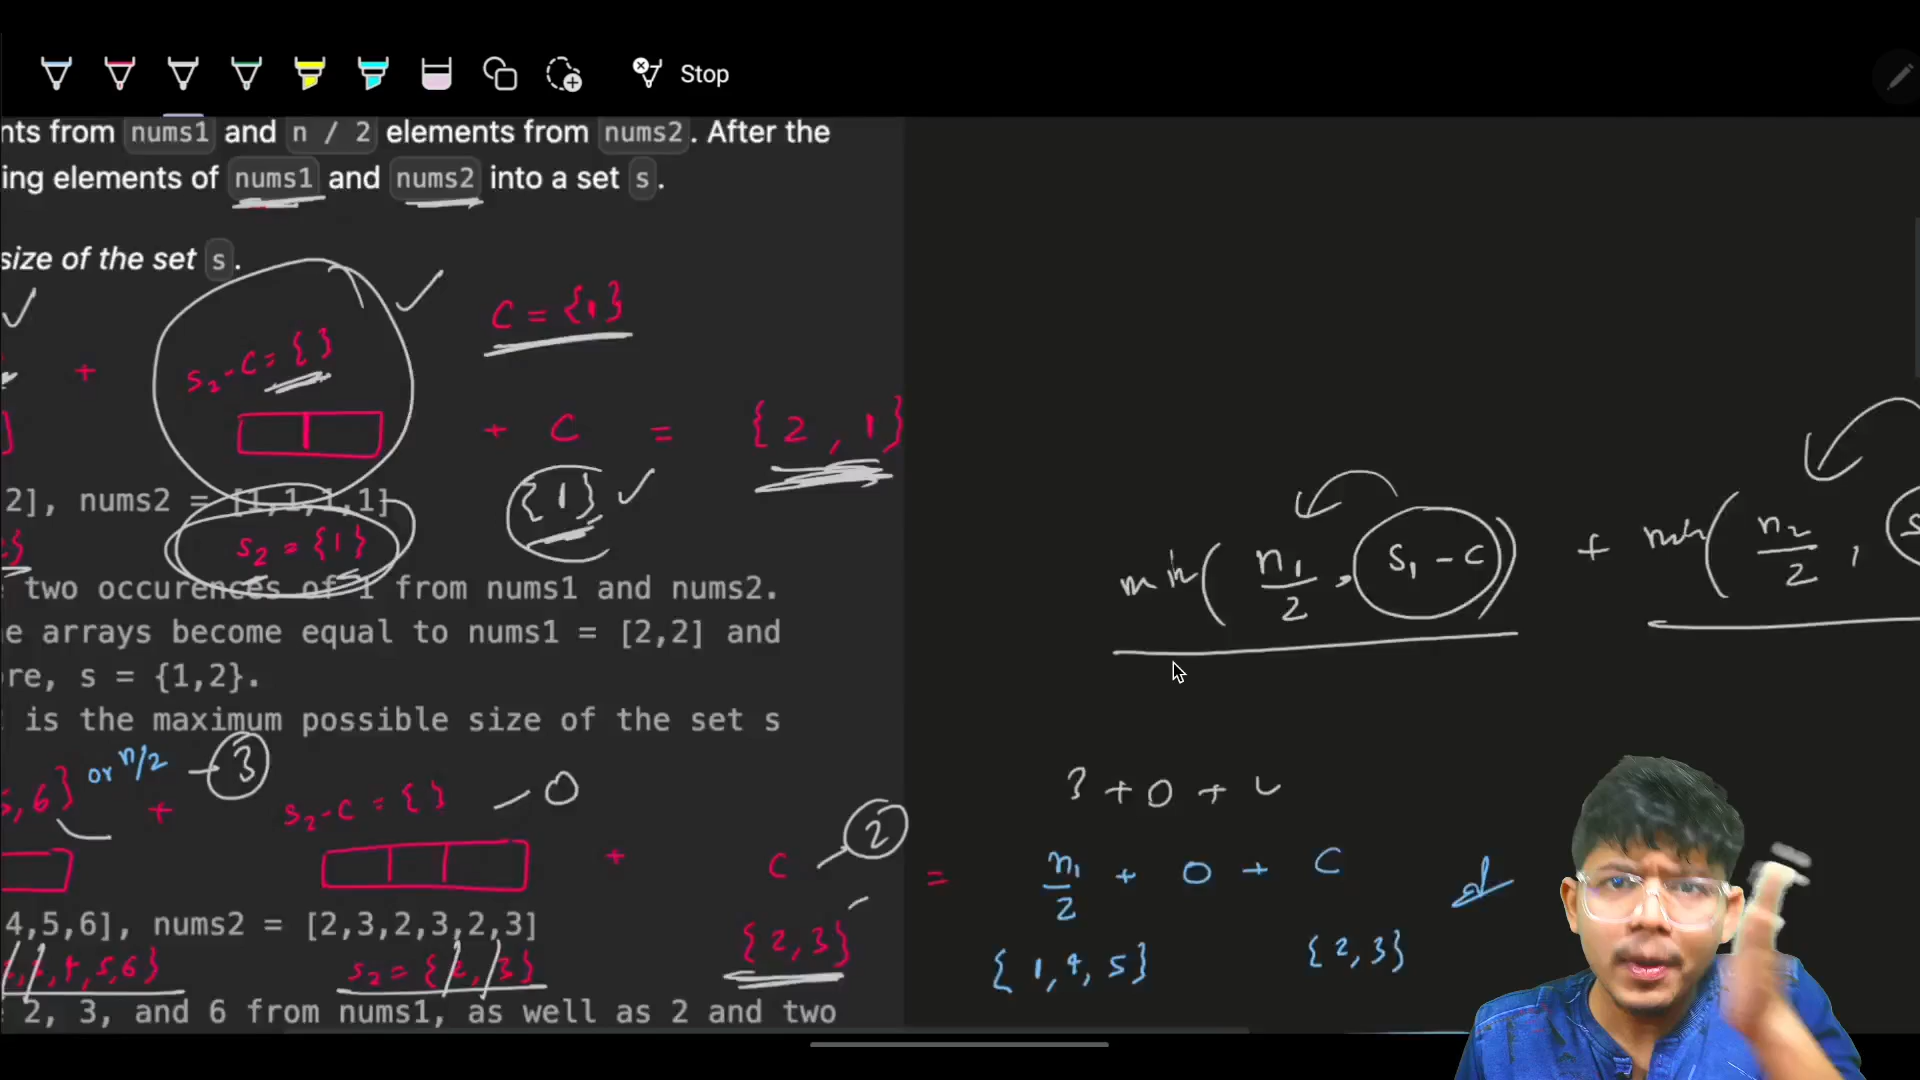 Stop
nts from nums1 and n / 2 elements from nums2. After the
ing elements of nums1 and nums2 into a set s.
size of the set s.
C = {1}
+ s2 - C = { }
+ C = {2, 1}
{1}
2], nums2 = [1,1,1,1]
s2 = {1}
two occurences of 1 from nums1 and nums2.
e arrays become equal to nums1 = [2,2] and
re, s = {1,2}.
is the maximum possible size of the set s
min( n1/2, s1 - c ) + min( n2/2, s
5,6} or n/2 - 3
+ s2 - C = { } - 0
+ C - 2
3 + 0 + 2
= n1/2 + 0 + C
4,5,6], nums2 = [2,3,2,3,2,3]
{2,3}
{1,4,5} {2,3}
4,5,6} s2 = {2,3}
2, 3, and 6 from nums1, as well as 2 and two